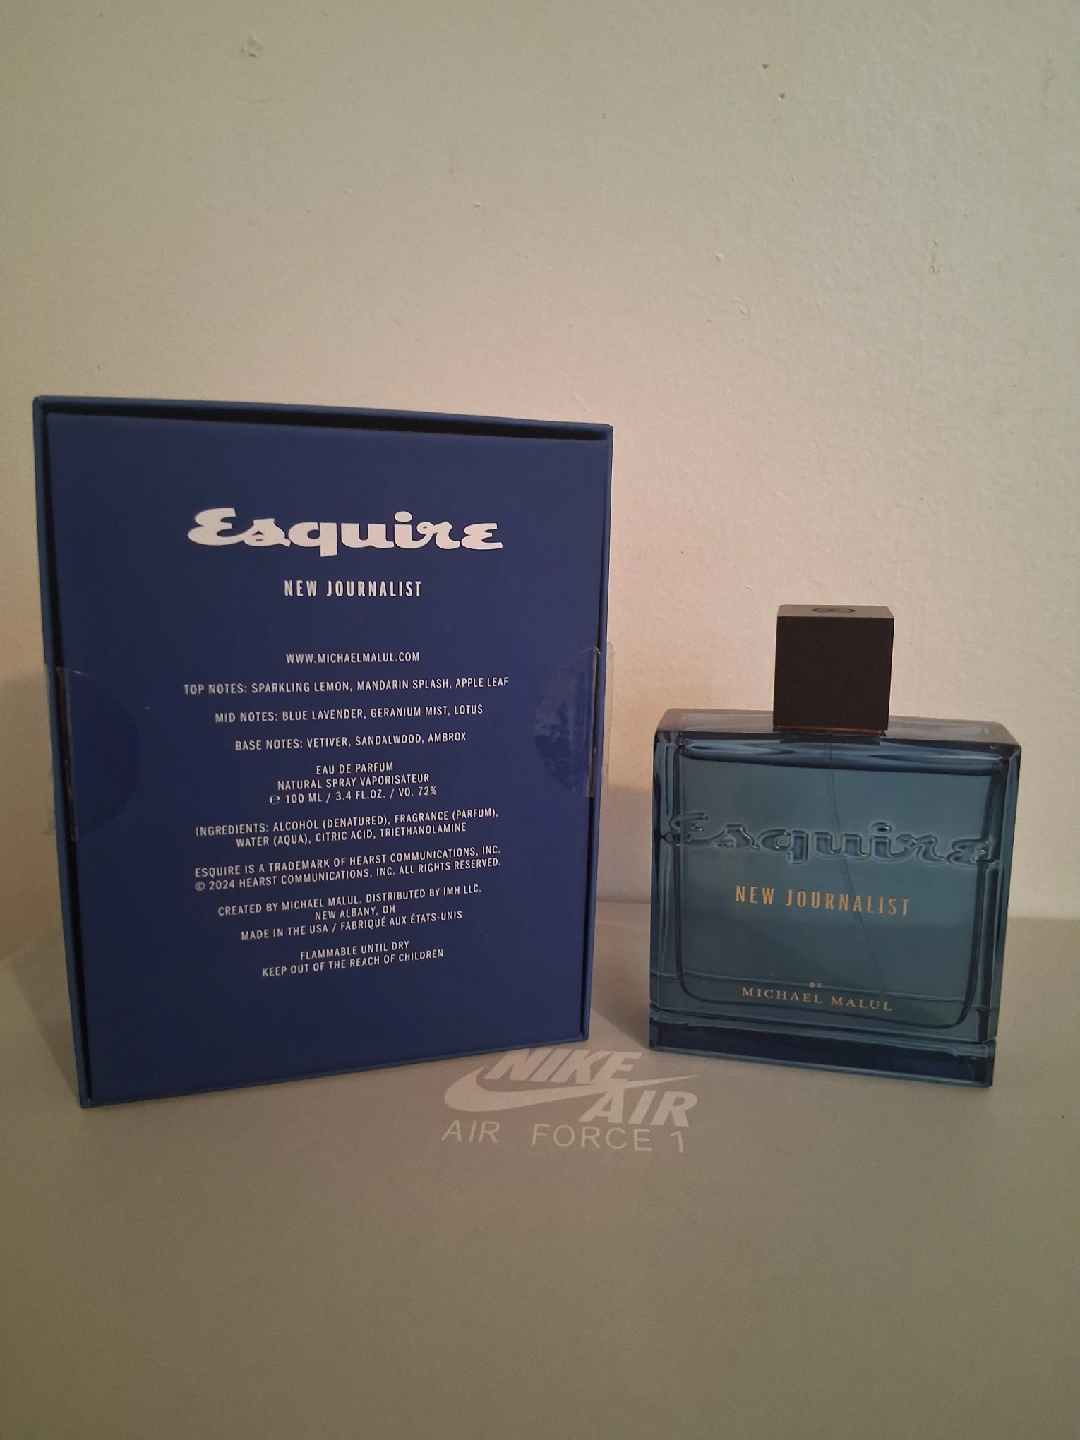 Esquire
NEW JOURNALIST
WWW.MICHAELMALUL.COM
TOP NOTES: SPARKLING LEMON, MANDARIN SPLASH, APPLE LEAF
MID NOTES: BLUE LAVENDER, GERANIUM MIST, LOTUS
BASE NOTES: VETIVER, SANDALWOOD, AMBROX
EAU DE PARFUM
NATURAL SPRAY VAPORISATEUR
℮ 100 ML / 3.4 FL.OZ. / VO. 72%
INGREDIENTS: ALCOHOL (DENATURED), FRAGRANCE (PARFUM),
WATER (AQUA), CITRIC ACID, TRIETHANOLAMINE
ESQUIRE IS A TRADEMARK OF HEARST COMMUNICATIONS, INC.
© 2024 HEARST COMMUNICATIONS, INC. ALL RIGHTS RESERVED.
CREATED BY MICHAEL MALUL. DISTRIBUTED BY IMH LLC.
NEW ALBANY, OH
MADE IN THE USA / FABRIQUÉ AUX ÉTATS-UNIS
FLAMMABLE UNTIL DRY
KEEP OUT OF THE REACH OF CHILDREN
Esquire
NEW JOURNALIST
BY
MICHAEL MALUL
NIKE
AIR
AIR FORCE 1